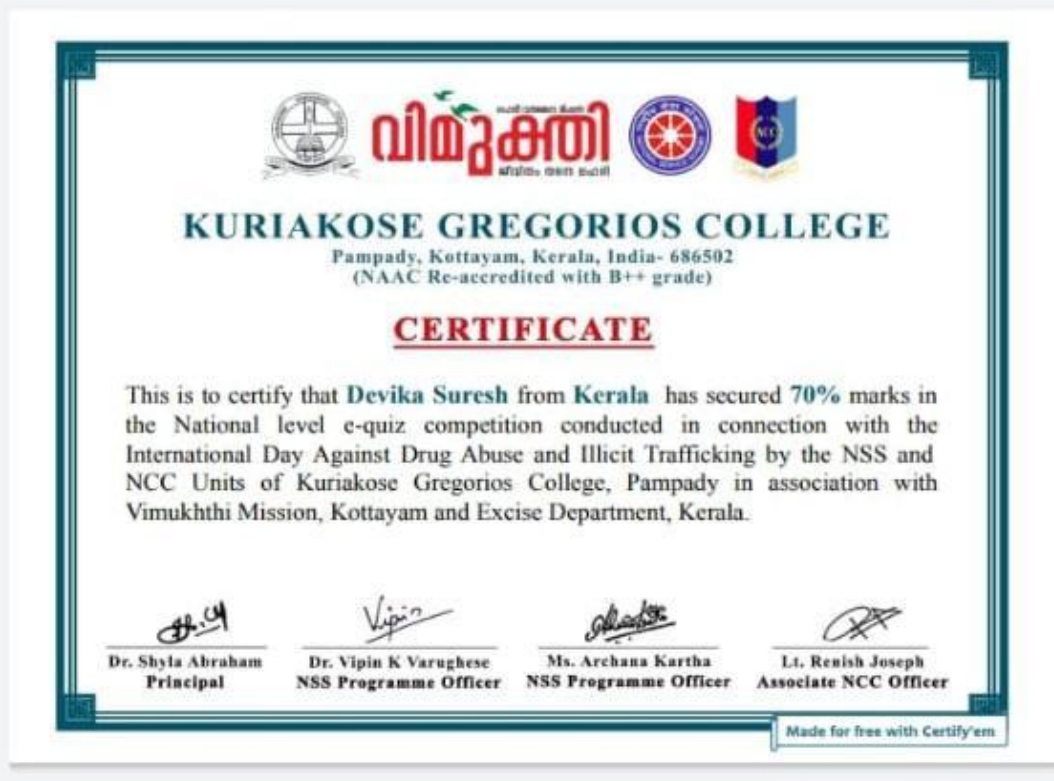 വിമുക്തി
NCC
KURIAKOSE GREGORIOS COLLEGE
Pampady, Kottayam, Kerala, India- 686502
(NAAC Re-accredited with B++ grade)
CERTIFICATE
This is to certify that Devika Suresh from Kerala has secured 70% marks in
the National level e-quiz competition conducted in connection with the
International Day Against Drug Abuse and Illicit Trafficking by the NSS and
NCC Units of Kuriakose Gregorios College, Pampady in association with
Vimukhthi Mission, Kottayam and Excise Department, Kerala.
Vipin
Dr. Shyla Abraham
Principal
Dr. Vipin K Varughese
NSS Programme Officer
Ms. Archana Kartha
NSS Programme Officer
Lt. Renish Joseph
Associate NCC Officer
Made for free with Certify'em